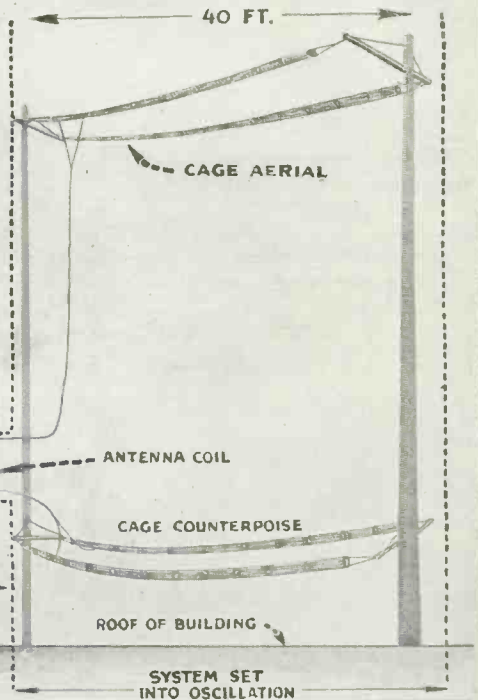 40 FT.
CAGE AERIAL
ANTENNA COIL
CAGE COUNTERPOISE
ROOF OF BUILDING
SYSTEM SET
INTO OSCILLATION